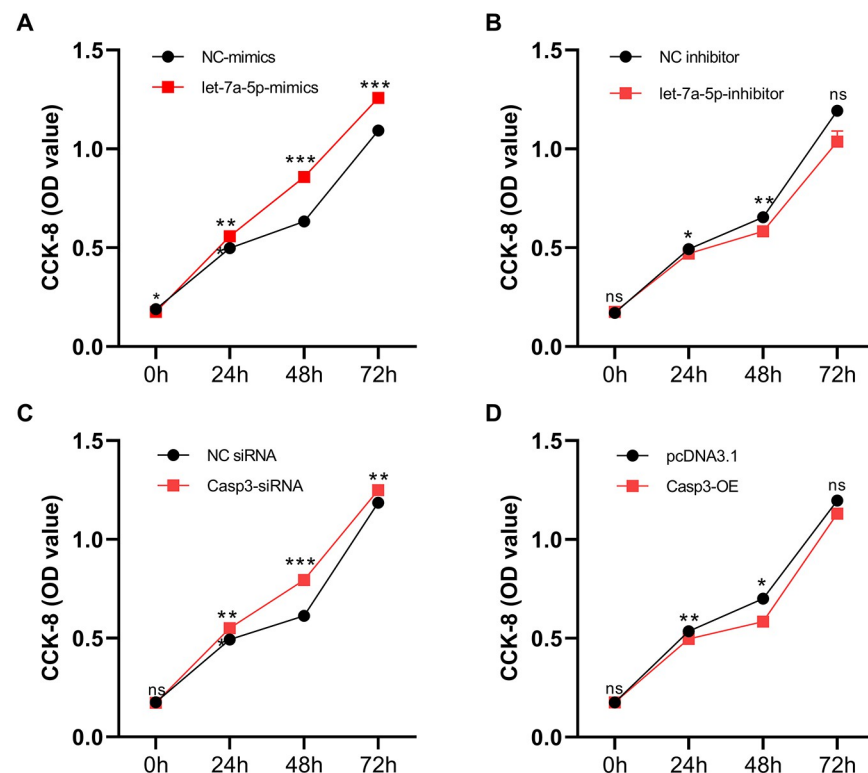 A
CCK-8 (OD value)
1.5
1.0
0.5
0.0
NC-mimics
let-7a-5p-mimics
*
**
*
***
***
0h 24h 48h 72h
B
CCK-8 (OD value)
1.5
1.0
0.5
0.0
NC inhibitor
let-7a-5p-inhibitor
ns
*
**
ns
0h 24h 48h 72h
C
CCK-8 (OD value)
1.5
1.0
0.5
0.0
NC siRNA
Casp3-siRNA
ns
**
*
***
**
0h 24h 48h 72h
D
CCK-8 (OD value)
1.5
1.0
0.5
0.0
pcDNA3.1
Casp3-OE
ns
**
*
ns
0h 24h 48h 72h